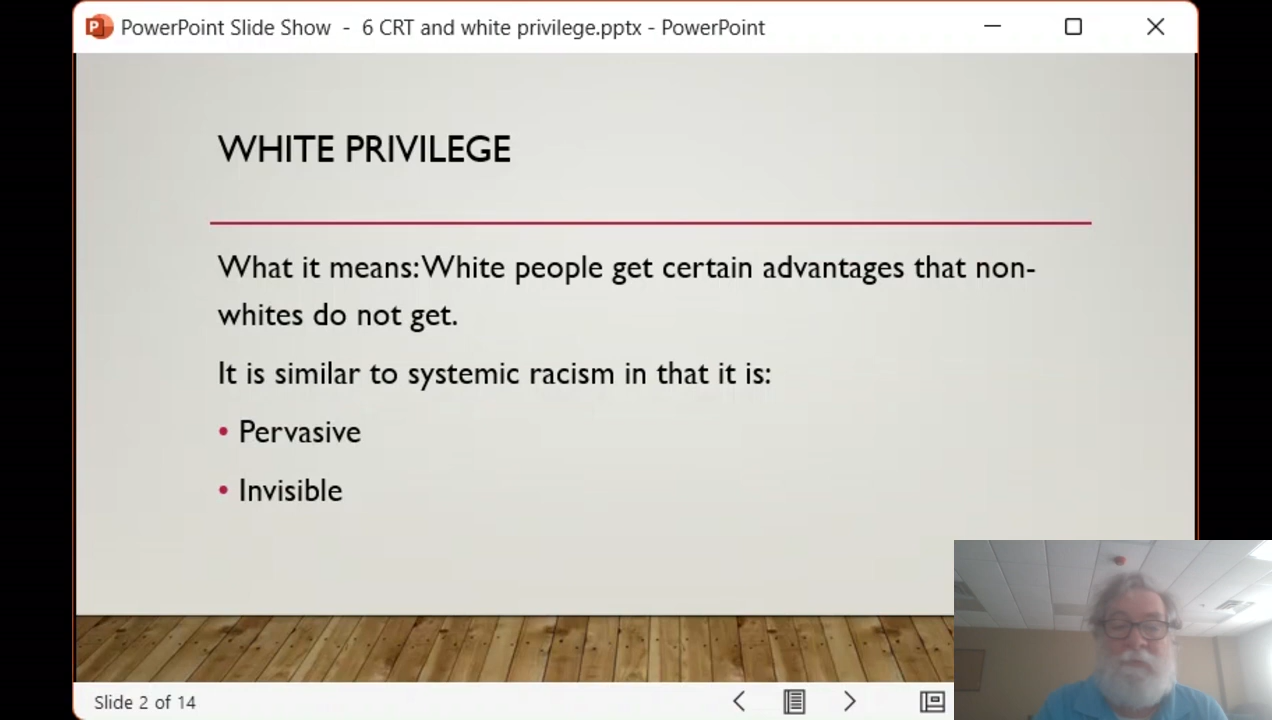 PowerPoint Slide Show - 6 CRT and white privilege.pptx - PowerPoint
WHITE PRIVILEGE
What it means: White people get certain advantages that non-
whites do not get.
It is similar to systemic racism in that it is:
• Pervasive
• Invisible
Slide 2 of 14